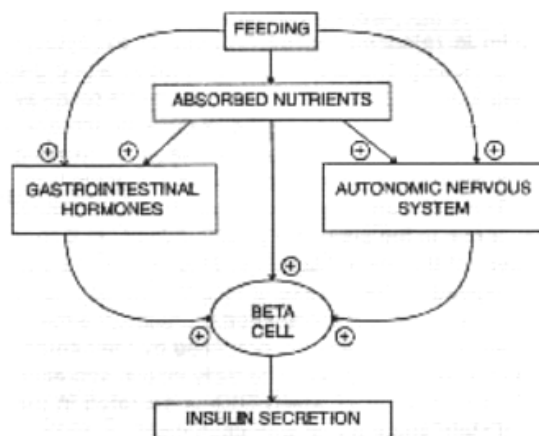 FEEDING
ABSORBED NUTRIENTS
+
+
+
+
GASTROINTESTINAL
HORMONES
AUTONOMIC NERVOUS
SYSTEM
+
BETA
CELL
+
+
INSULIN SECRETION